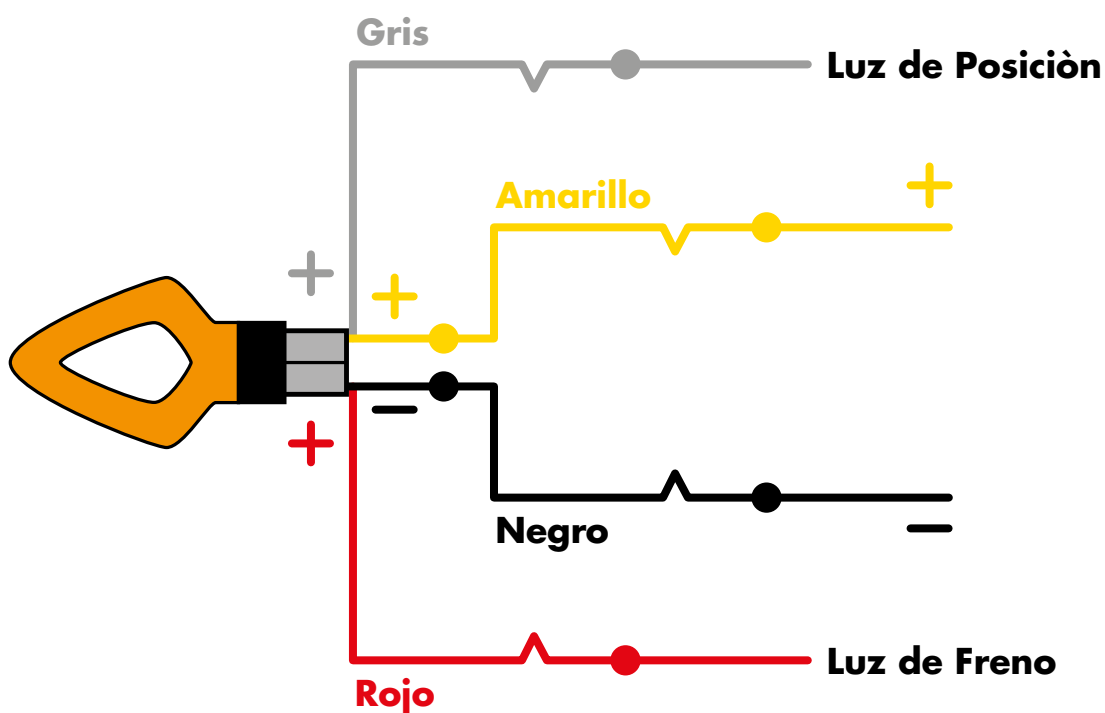 Gris
Luz de Posiciòn
Amarillo
+
+
+
+
−
Negro
−
Luz de Freno
Rojo